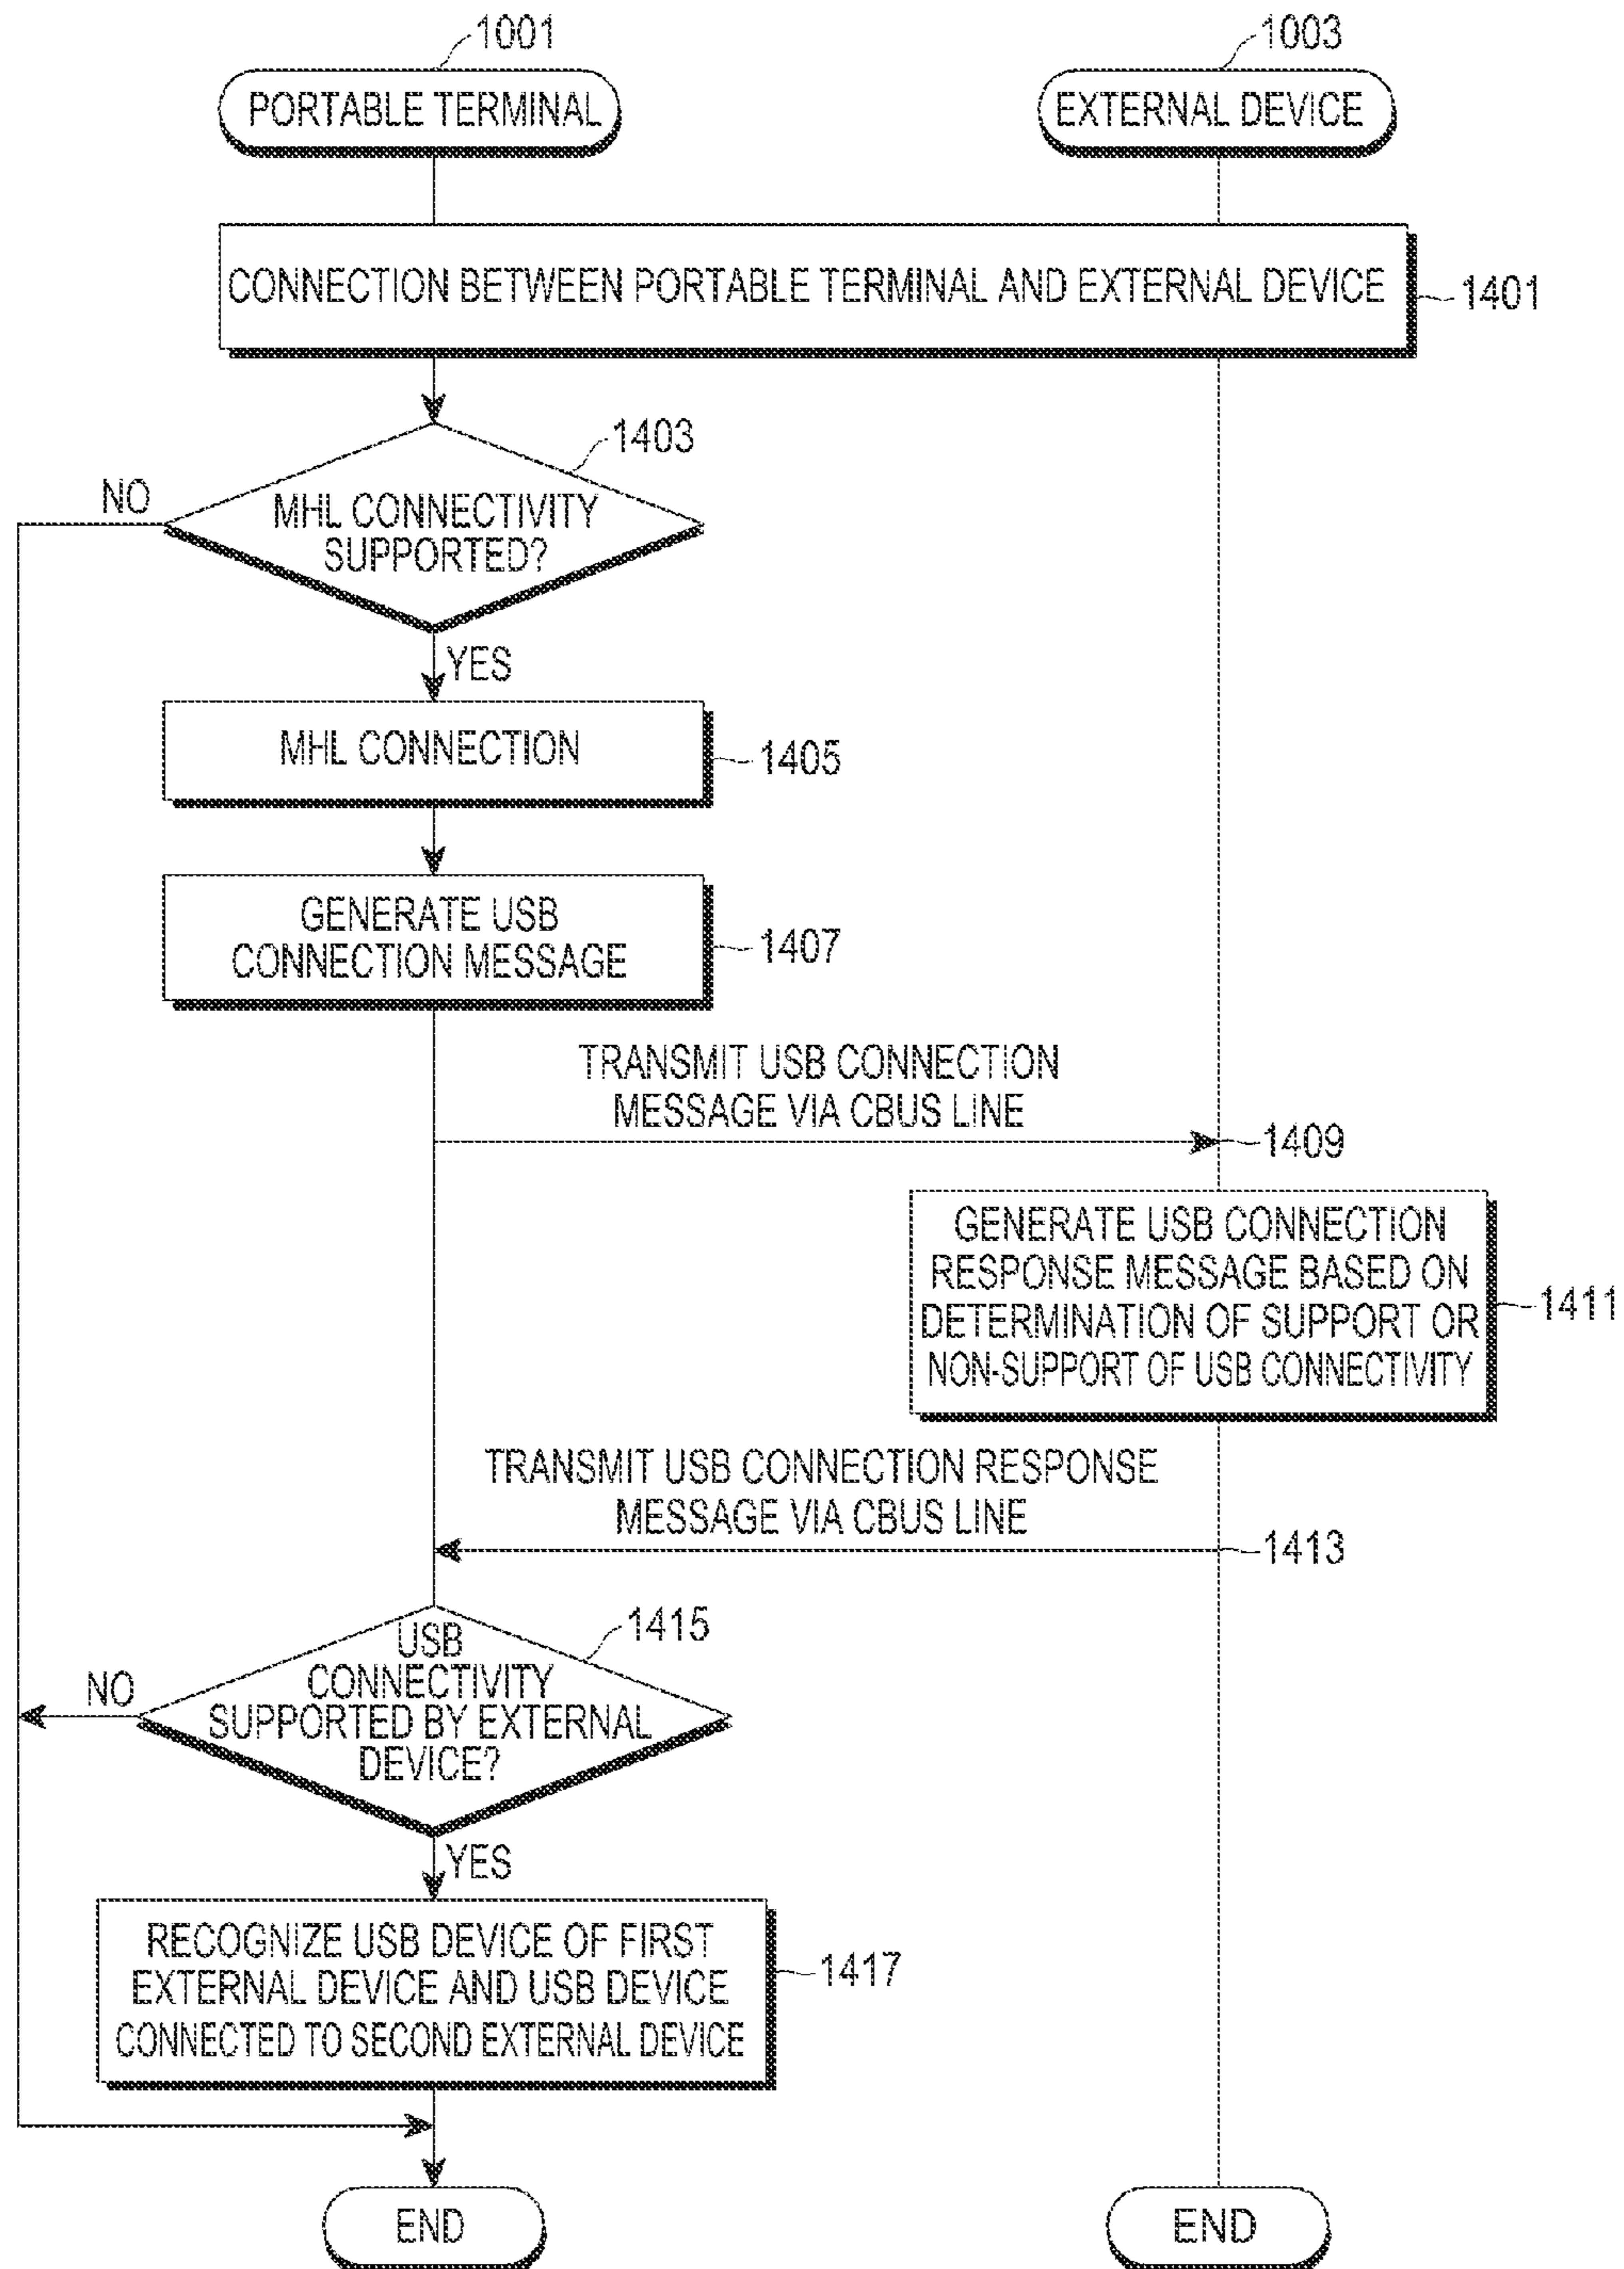 1001
1003
PORTABLE TERMINAL
EXTERNAL DEVICE
CONNECTION BETWEEN PORTABLE TERMINAL AND EXTERNAL DEVICE
1401
1403
NO
MHL CONNECTIVITY
SUPPORTED?
YES
MHL CONNECTION
1405
GENERATE USB
CONNECTION MESSAGE
1407
TRANSMIT USB CONNECTION
MESSAGE VIA CBUS LINE
1409
GENERATE USB CONNECTION
RESPONSE MESSAGE BASED ON
DETERMINATION OF SUPPORT OR
NON-SUPPORT OF USB CONNECTIVITY
1411
TRANSMIT USB CONNECTION RESPONSE
MESSAGE VIA CBUS LINE
1413
1415
USB
CONNECTIVITY
SUPPORTED BY EXTERNAL
DEVICE?
NO
YES
RECOGNIZE USB DEVICE OF FIRST
EXTERNAL DEVICE AND USB DEVICE
CONNECTED TO SECOND EXTERNAL DEVICE
1417
END
END